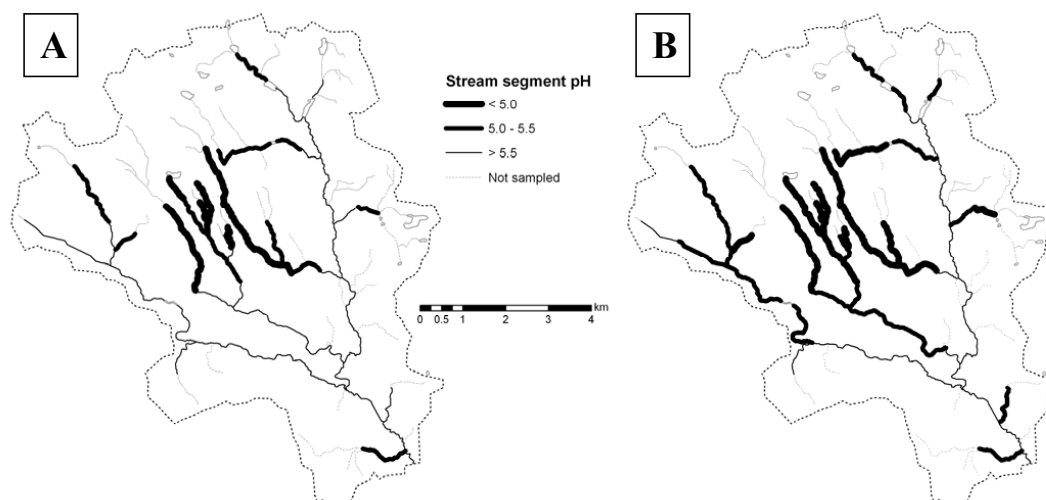 A
B
Stream segment pH
< 5.0
5.0 - 5.5
> 5.5
Not sampled
km
0 0.5 1 2 3 4